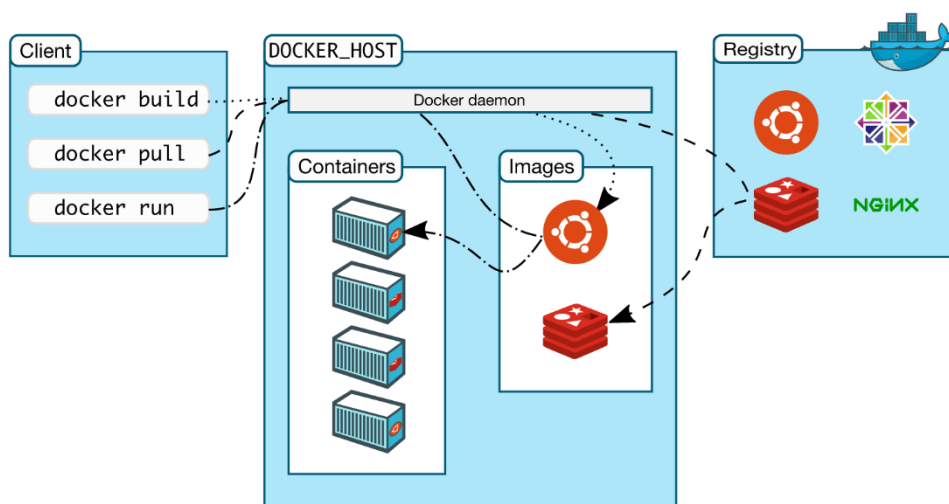 Client
docker build
docker pull
docker run
DOCKER_HOST
Docker daemon
Containers
Images
Registry
NGINX